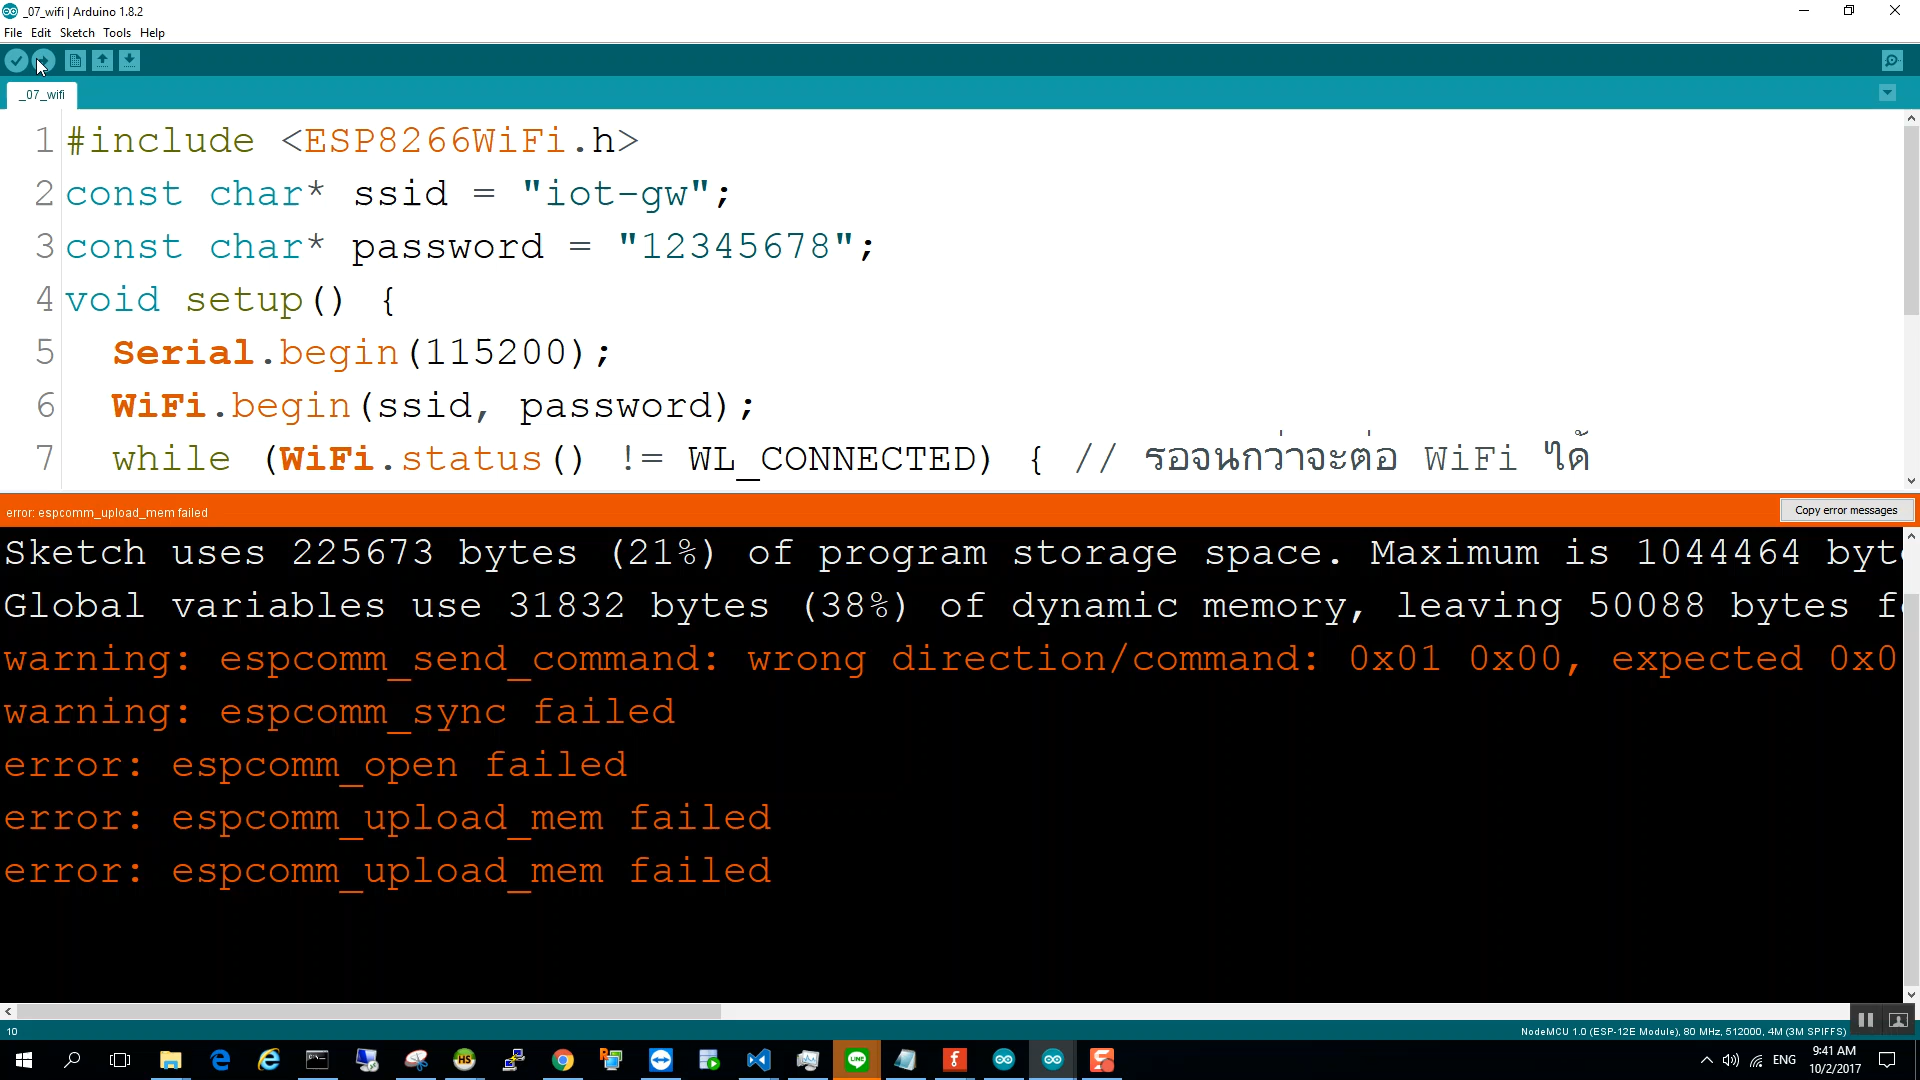 _07_wifi | Arduino 1.8.2
File Edit Sketch Tools Help
_07_wifi
1 #include <ESP8266WiFi.h>
2 const char* ssid = "iot-gw";
3 const char* password = "12345678";
4 void setup() {
5 Serial.begin(115200);
6 WiFi.begin(ssid, password);
7 while (WiFi.status() != WL_CONNECTED) { // รอจนกว่าจะต่อ WiFi ได้
error: espcomm_upload_mem failed
Copy error messages
Sketch uses 225673 bytes (21%) of program storage space. Maximum is 1044464 byt
Global variables use 31832 bytes (38%) of dynamic memory, leaving 50088 bytes f
warning: espcomm_send_command: wrong direction/command: 0x01 0x00, expected 0x0
warning: espcomm_sync failed
error: espcomm_open failed
error: espcomm_upload_mem failed
error: espcomm_upload_mem failed
10
NodeMCU 1.0 (ESP-12E Module), 80 MHz, 512000, 4M (3M SPIFFS)
HS
LINE
ENG
9:41 AM
10/2/2017